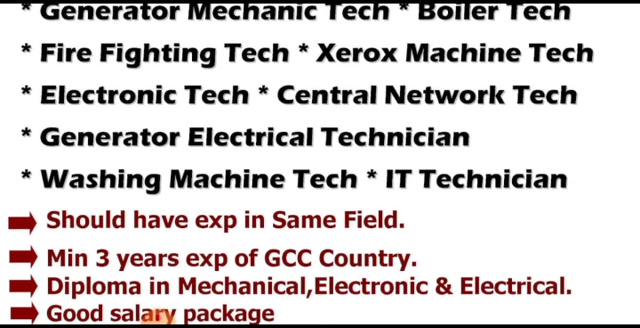 * Generator Mechanic Tech * Boiler Tech
* Fire Fighting Tech * Xerox Machine Tech
* Electronic Tech * Central Network Tech
* Generator Electrical Technician
* Washing Machine Tech * IT Technician
Should have exp in Same Field.
Min 3 years exp of GCC Country.
Diploma in Mechanical,Electronic & Electrical.
Good salary package